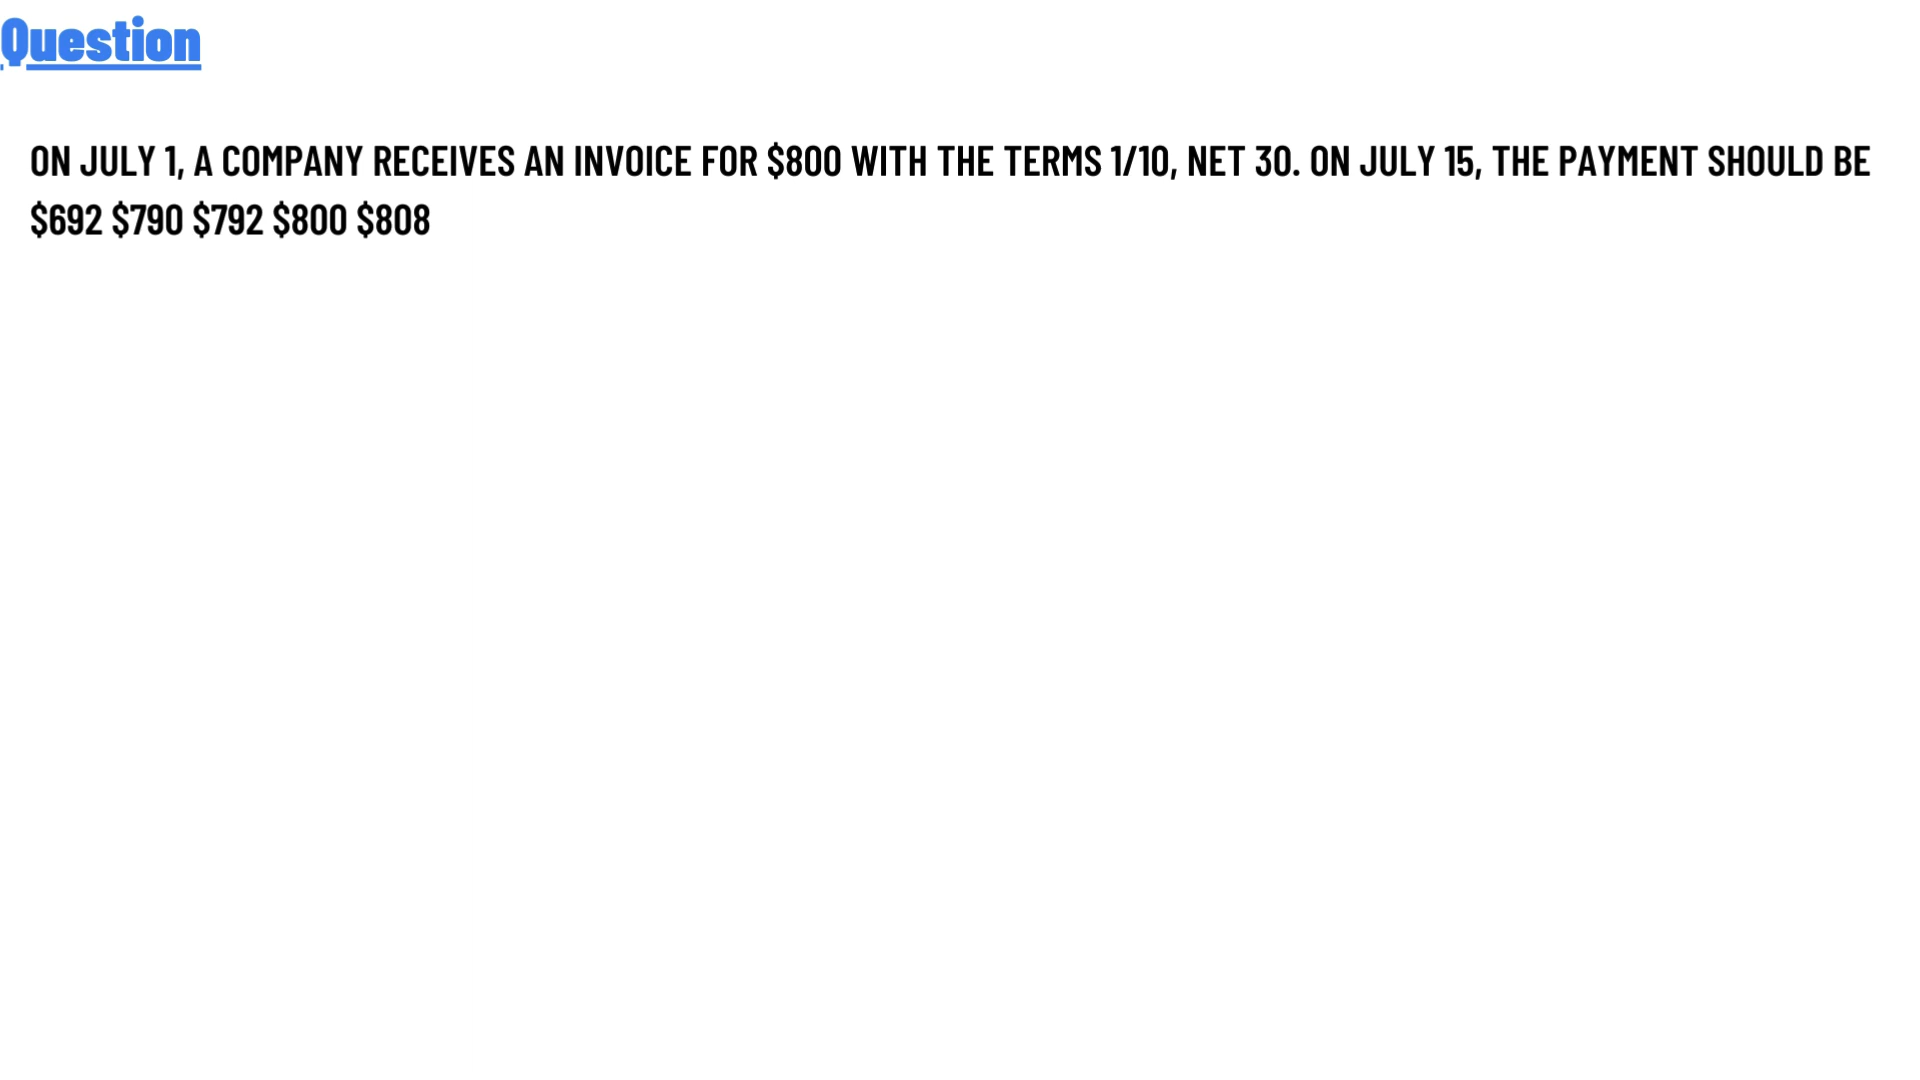 Question
ON JULY 1, A COMPANY RECEIVES AN INVOICE FOR $800 WITH THE TERMS 1/10, NET 30. ON JULY 15, THE PAYMENT SHOULD BE
$692 $790 $792 $800 $808